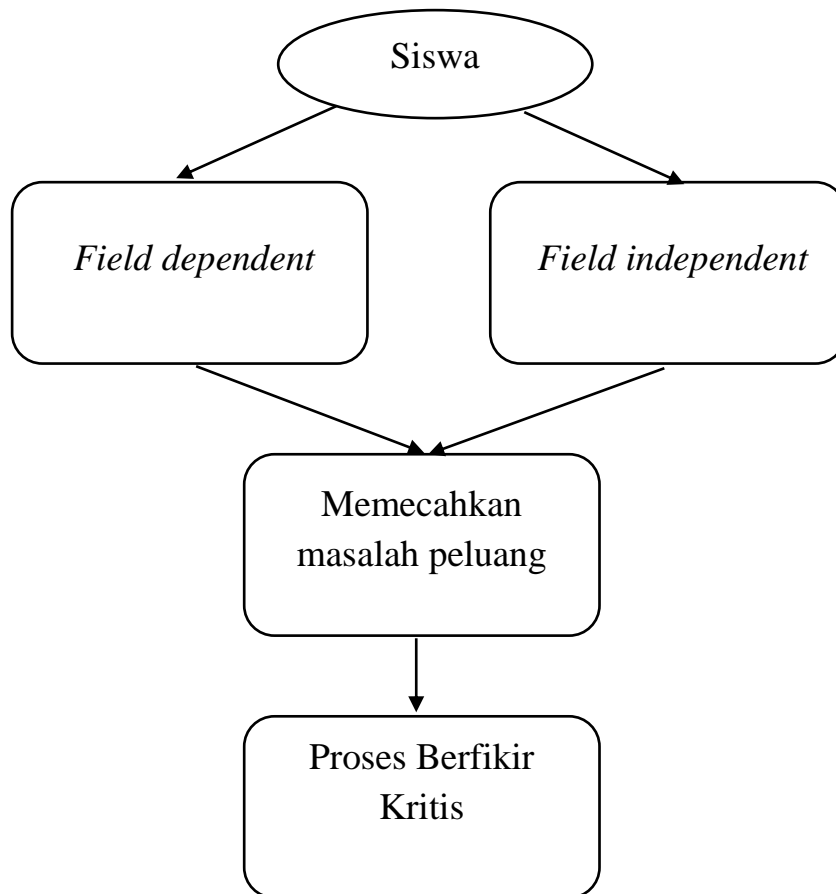 Siswa
Field dependent
Field independent
Memecahkan
masalah peluang
Proses Berfikir
Kritis